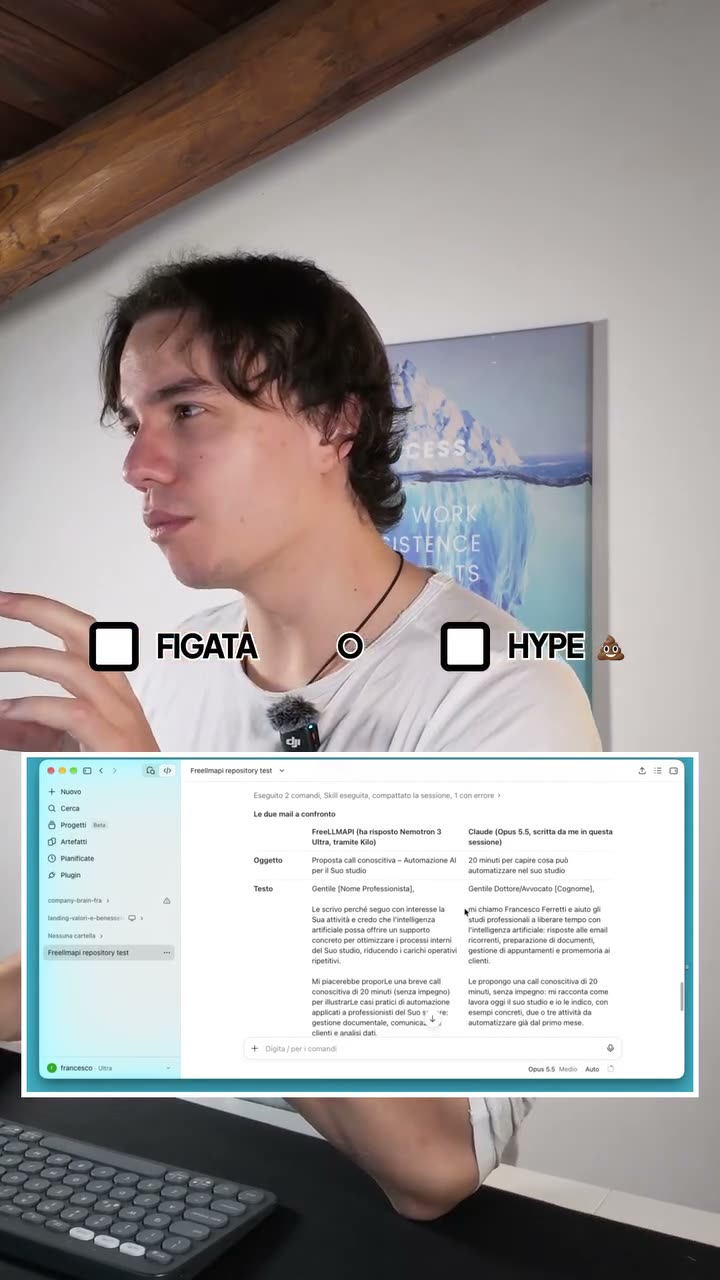 CESS
WORK
SISTENCE
FIGATA O HYPE 💩
dji
Freellmapi repository test
Nuovo
Cerca
Progetti Beta
Artefatti
Pianificate
Plugin
company-brain-fra
landing-valori-e-benesse
Nessuna cartella
Freellmapi repository test
francesco · Ultra
Eseguito 2 comandi, Skill eseguita, compattato la sessione, 1 con errore
Le due mail a confronto
FreeLLMAPI (ha risposto Nemotron 3
Ultra, tramite Kilo)
Claude (Opus 5.5, scritta da me in questa
sessione)
Oggetto
Proposta call conoscitiva – Automazione AI
per il Suo studio
20 minuti per capire cosa può
automatizzare nel suo studio
Testo
Gentile [Nome Professionista],
Le scrivo perché seguo con interesse la
Sua attività e credo che l'intelligenza
artificiale possa offrire un supporto
concreto per ottimizzare i processi interni
del Suo studio, riducendo i carichi operativi
ripetitivi.
Mi piacerebbe proporLe una breve call
conoscitiva di 20 minuti (senza impegno)
per illustrarLe casi pratici di automazione
applicati a professionisti del Suo
gestione documentale,
clienti e analisi dati.
Gentile Dottore/Avvocato [Cognome],
mi chiamo Francesco Ferretti e aiuto gli
studi professionali a liberare tempo con
l'intelligenza artificiale: risposte alle email
ricorrenti, preparazione di documenti,
gestione di appuntamenti e promemoria ai
clienti.
Le propongo una call conoscitiva di 20
minuti, senza impegno: mi racconta come
lavora oggi il suo studio e io le indico, con
esempi concreti, due o tre attività da
automatizzare già dal primo mese.
Digita / per i comandi
Opus 5.5 Medio Auto